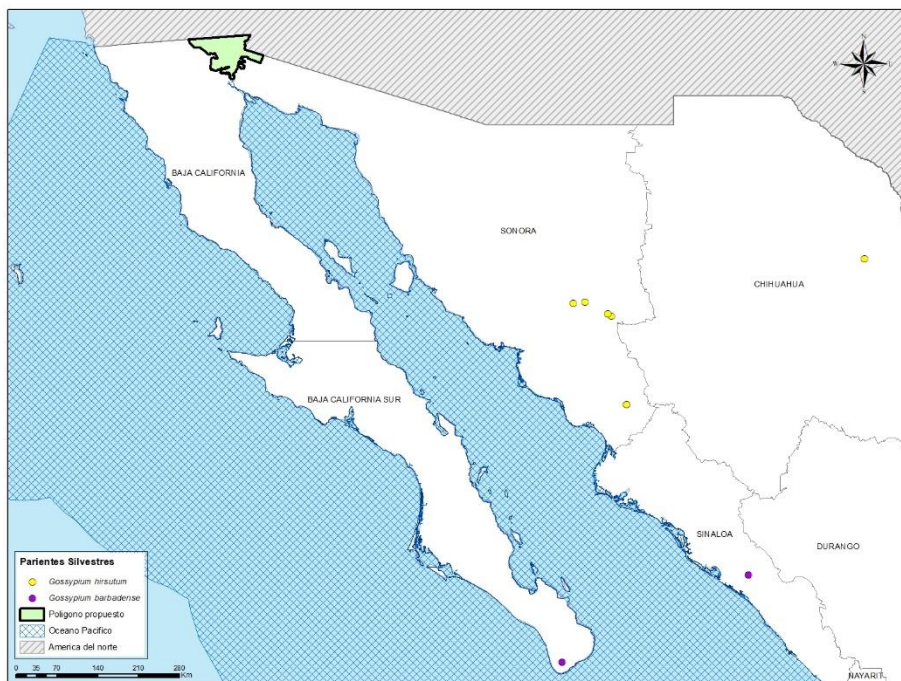 N
W E
S
BAJA CALIFORNIA
SONORA
CHIHUAHUA
BAJA CALIFORNIA SUR
SINALOA
DURANGO
NAYARIT
Parientes Silvestres
Gossypium hirsutum
Gossypium barbadense
Poligono propuesto
Oceano Pacifico
America del norte
0 35 70 140 210 280
Km